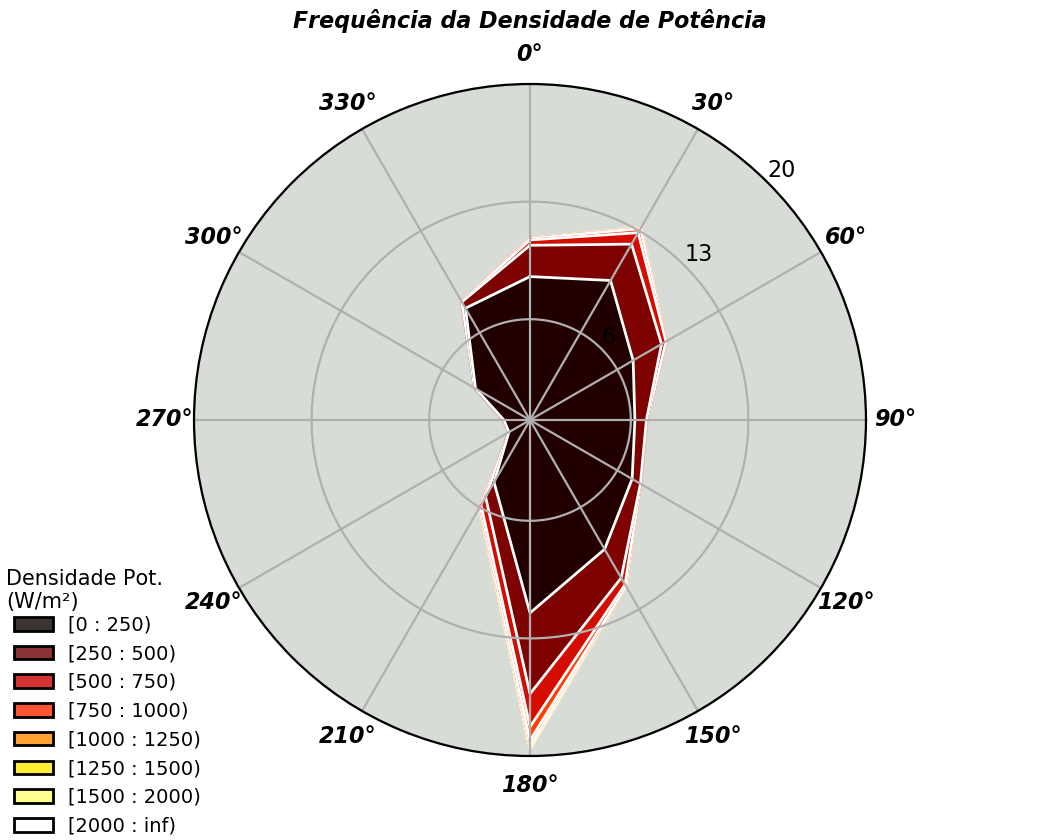 Frequência da Densidade de Potência
0°
330°
30°
20
300°
60°
13
6
270°
90°
240°
120°
210°
150°
180°
Densidade Pot.
(W/m²)
[0 : 250)
[250 : 500)
[500 : 750)
[750 : 1000)
[1000 : 1250)
[1250 : 1500)
[1500 : 2000)
[2000 : inf)